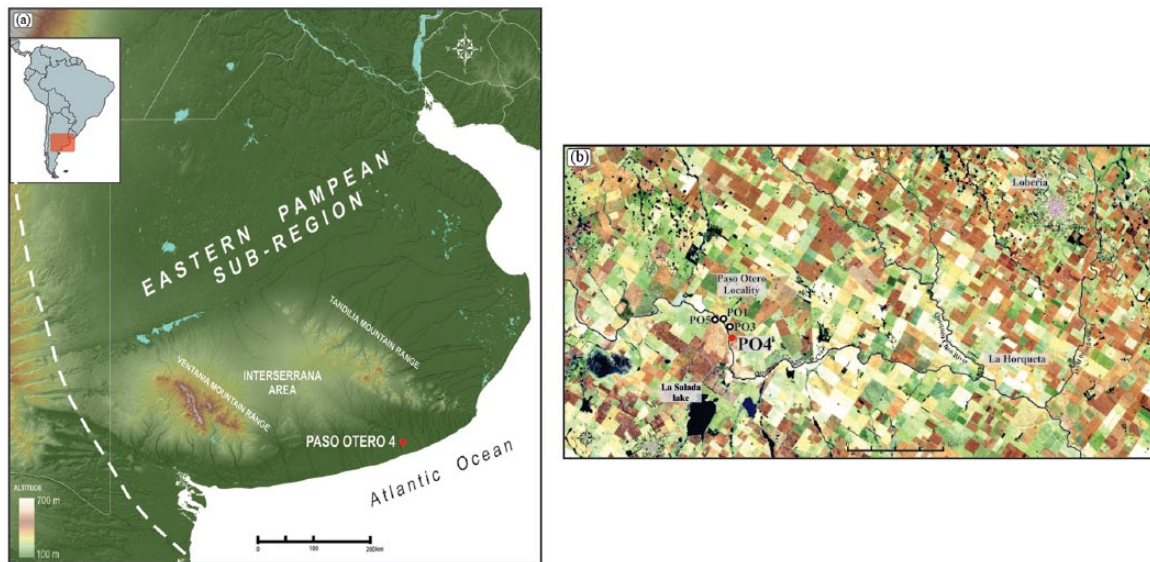 (a)
N
EASTERN PAMPEAN
SUB-REGION
TANDILIA MOUNTAIN RANGE
VENTANIA MOUNTAIN RANGE
INTERSERRANA
AREA
PASO OTERO 4
Atlantic Ocean
ALTITUDE
700 m
100 m
0
100
200km
(b)
Lobería
Paso Otero
Locality
PO5
PO1
PO3
PO4
La Horqueta
La Salada
lake